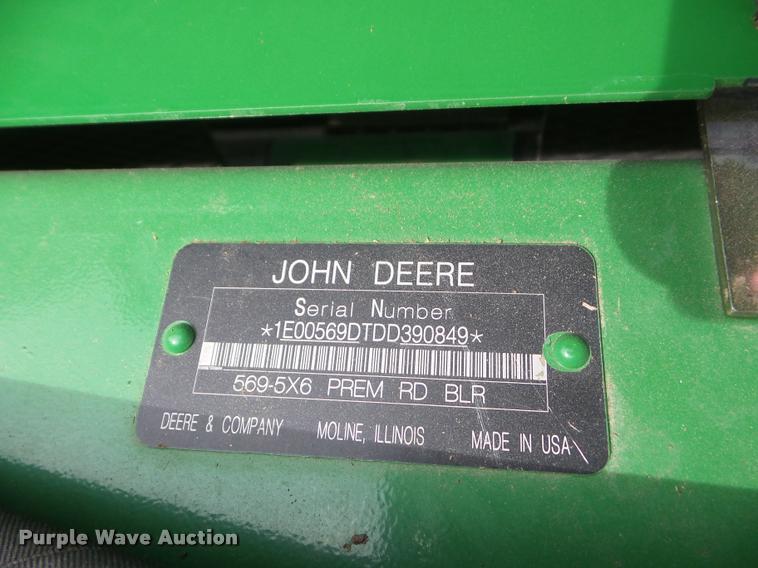 JOHN DEERE
Serial Number
*1E00569DTDD390849*
569-5X6 PREM RD BLR
DEERE & COMPANY MOLINE, ILLINOIS MADE IN USA
Purple Wave Auction